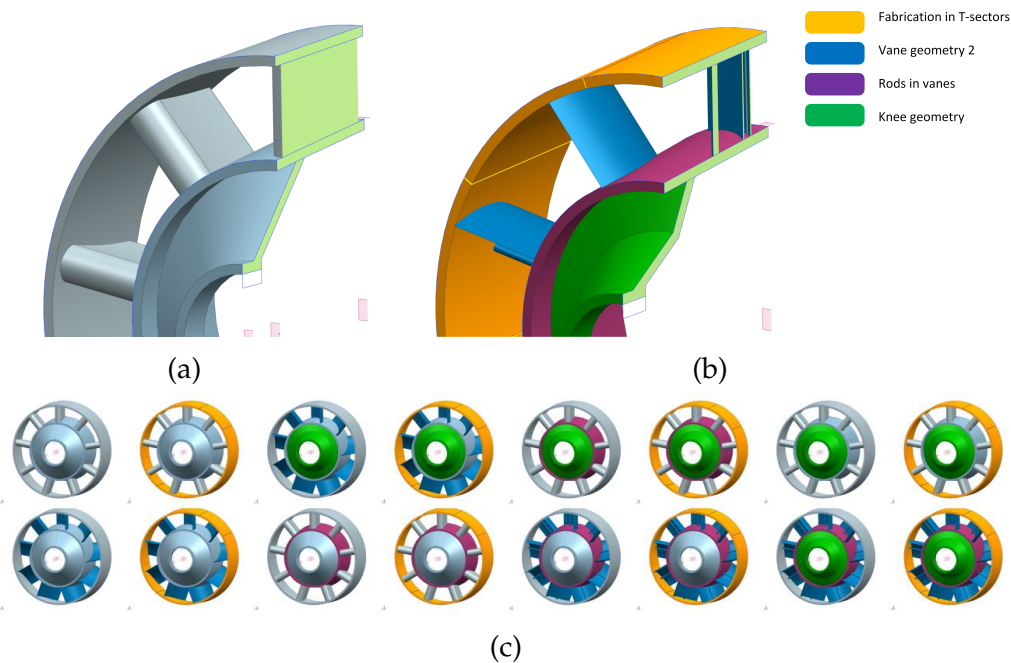 Fabrication in T-sectors
Vane geometry 2
Rods in vanes
Knee geometry
(a)
(b)
(c)